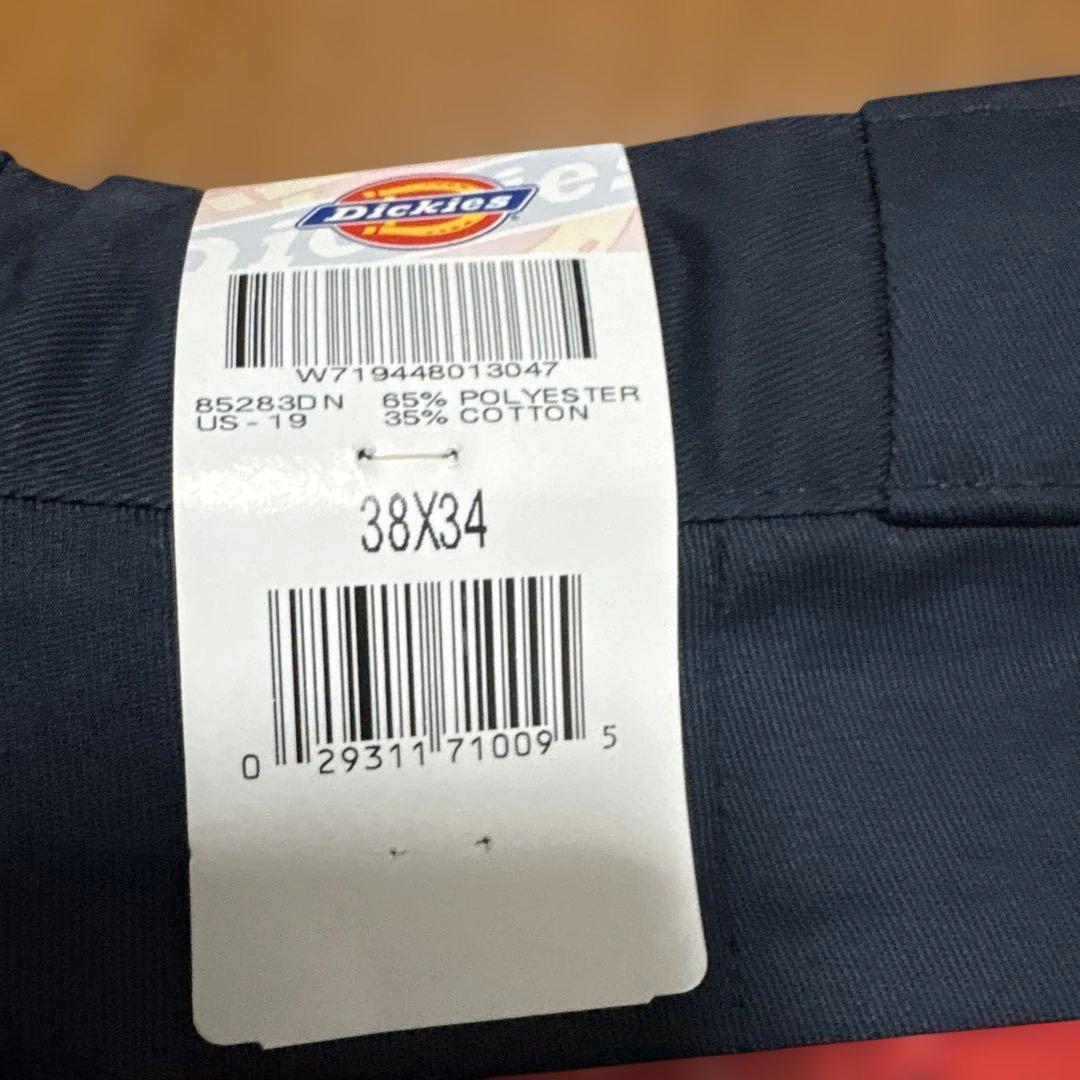 Dickies
W719448013047
85283DN 65% POLYESTER
US-19 35% COTTON
38X34
0 29311 71009 5